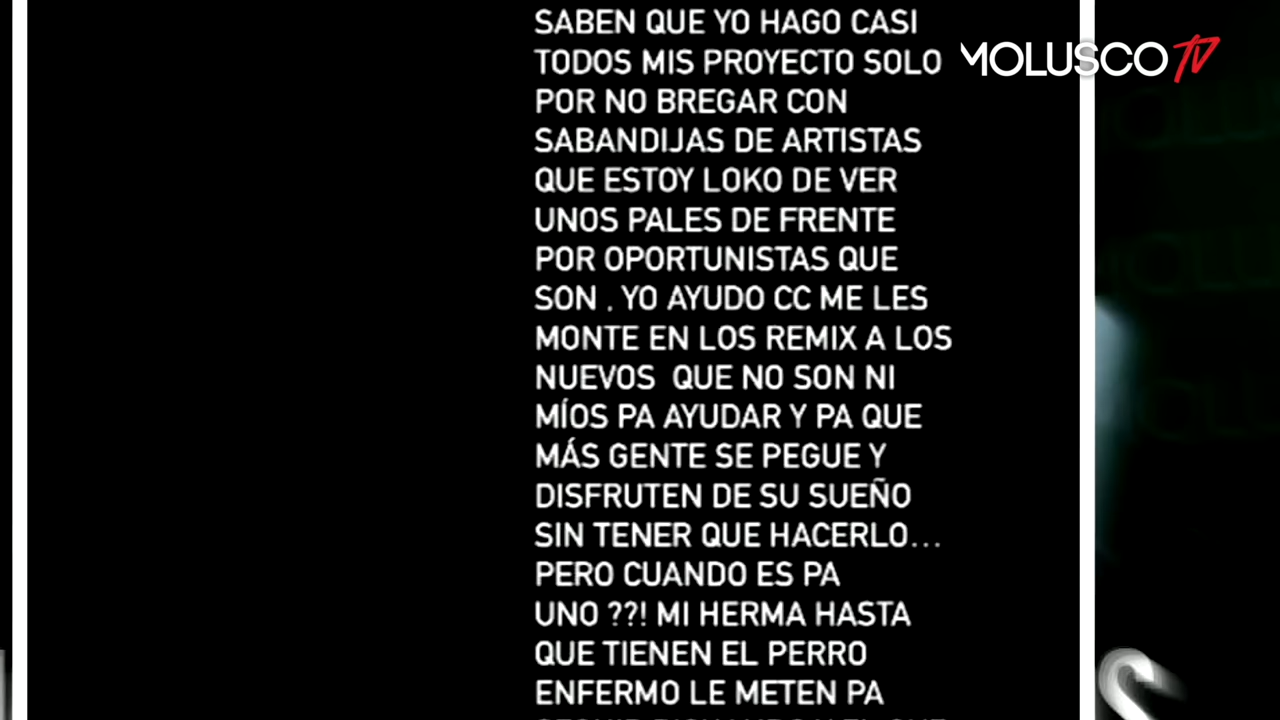 SABEN QUE YO HAGO CASI
TODOS MIS PROYECTO SOLO
POR NO BREGAR CON
SABANDIJAS DE ARTISTAS
QUE ESTOY LOKO DE VER
UNOS PALES DE FRENTE
POR OPORTUNISTAS QUE
SON . YO AYUDO CC ME LES
MONTE EN LOS REMIX A LOS
NUEVOS QUE NO SON NI
MÍOS PA AYUDAR Y PA QUE
MÁS GENTE SE PEGUE Y
DISFRUTEN DE SU SUEÑO
SIN TENER QUE HACERLO...
PERO CUANDO ES PA
UNO ??! MI HERMA HASTA
QUE TIENEN EL PERRO
ENFERMO LE METEN PA
MOLUSCO TV